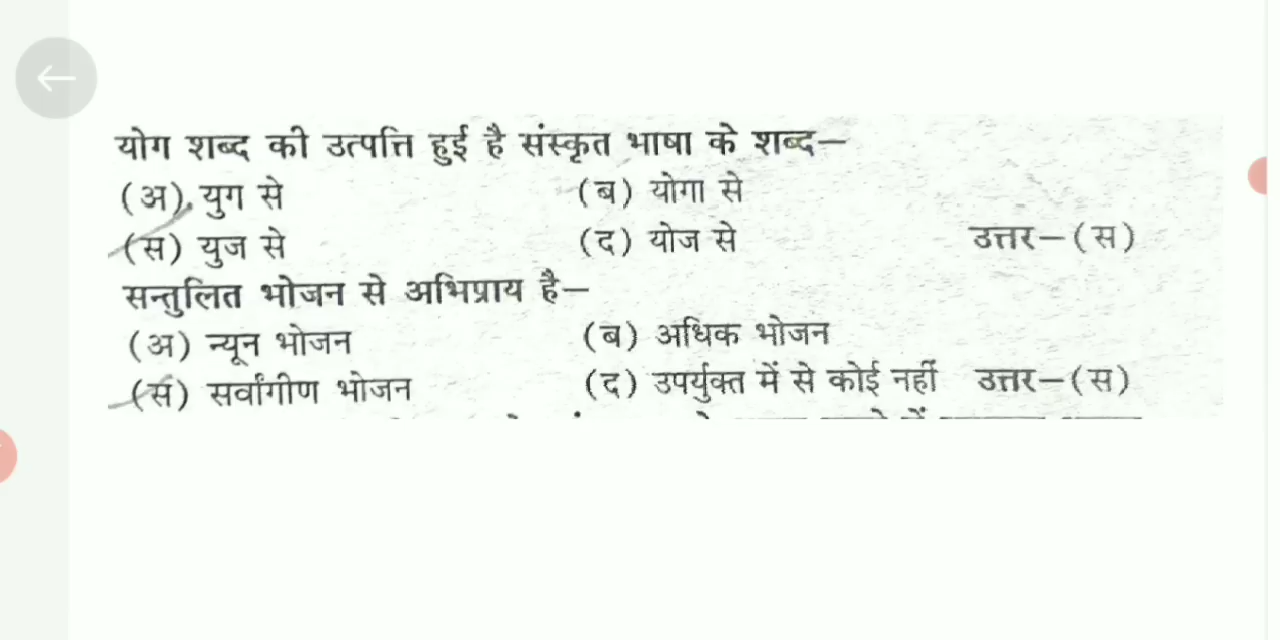 योग शब्द की उत्पत्ति हुई है संस्कृत भाषा के शब्द–
(अ) युग से (ब) योगा से
(स) युज से (द) योज से उत्तर–(स)
सन्तुलित भोजन से अभिप्राय है–
(अ) न्यून भोजन (ब) अधिक भोजन
(स) सर्वांगीण भोजन (द) उपर्युक्त में से कोई नहीं उत्तर–(स)